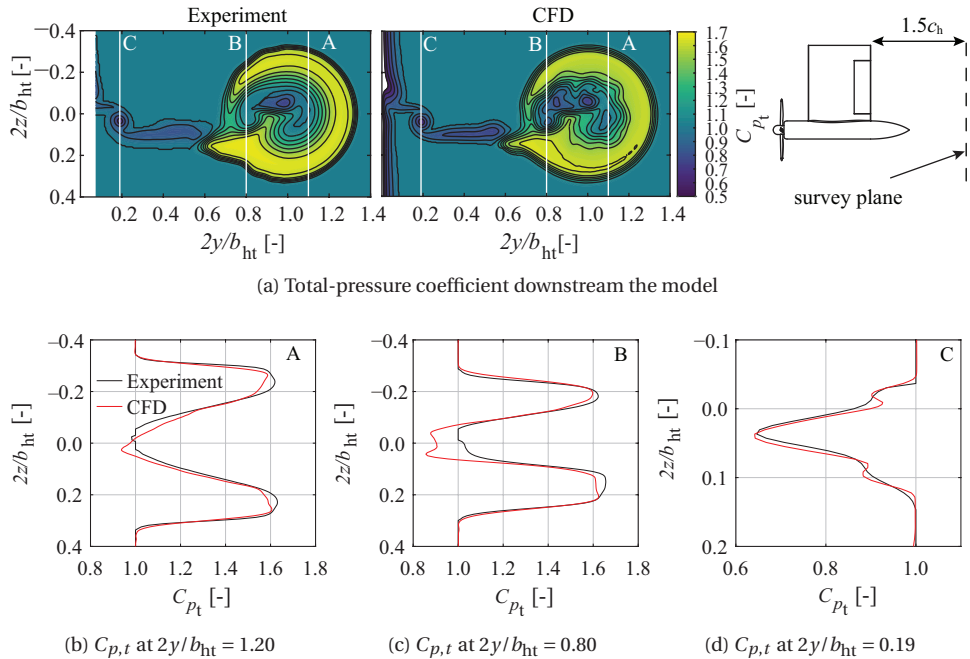 Experiment
CFD
C B A C B A
−0.4
−0.2
0.0
0.2
0.4
2z/b_ht [-]
0.2 0.4 0.6 0.8 1.0 1.2 1.4
2y/b_ht [-]
0.2 0.4 0.6 0.8 1.0 1.2 1.4
2y/b_ht [-]
1.7
1.6
1.5
1.4
1.3
1.2
1.1
1.0
0.9
0.8
0.7
0.6
0.5
C_pt [-]
1.5c_h
survey plane
(a) Total-pressure coefficient downstream the model
−0.4
−0.2
0.0
0.2
0.4
2z/b_ht [-]
A
Experiment
CFD
0.8 1.0 1.2 1.4 1.6 1.8
C_pt [-]
(b) C_p,t at 2y/b_ht = 1.20
−0.4
−0.2
0.0
0.2
0.4
2z/b_ht [-]
B
0.8 1.0 1.2 1.4 1.6 1.8
C_pt [-]
(c) C_p,t at 2y/b_ht = 0.80
−0.1
0.0
0.1
0.2
2z/b_ht [-]
C
0.6 0.8 1.0
C_pt [-]
(d) C_p,t at 2y/b_ht = 0.19